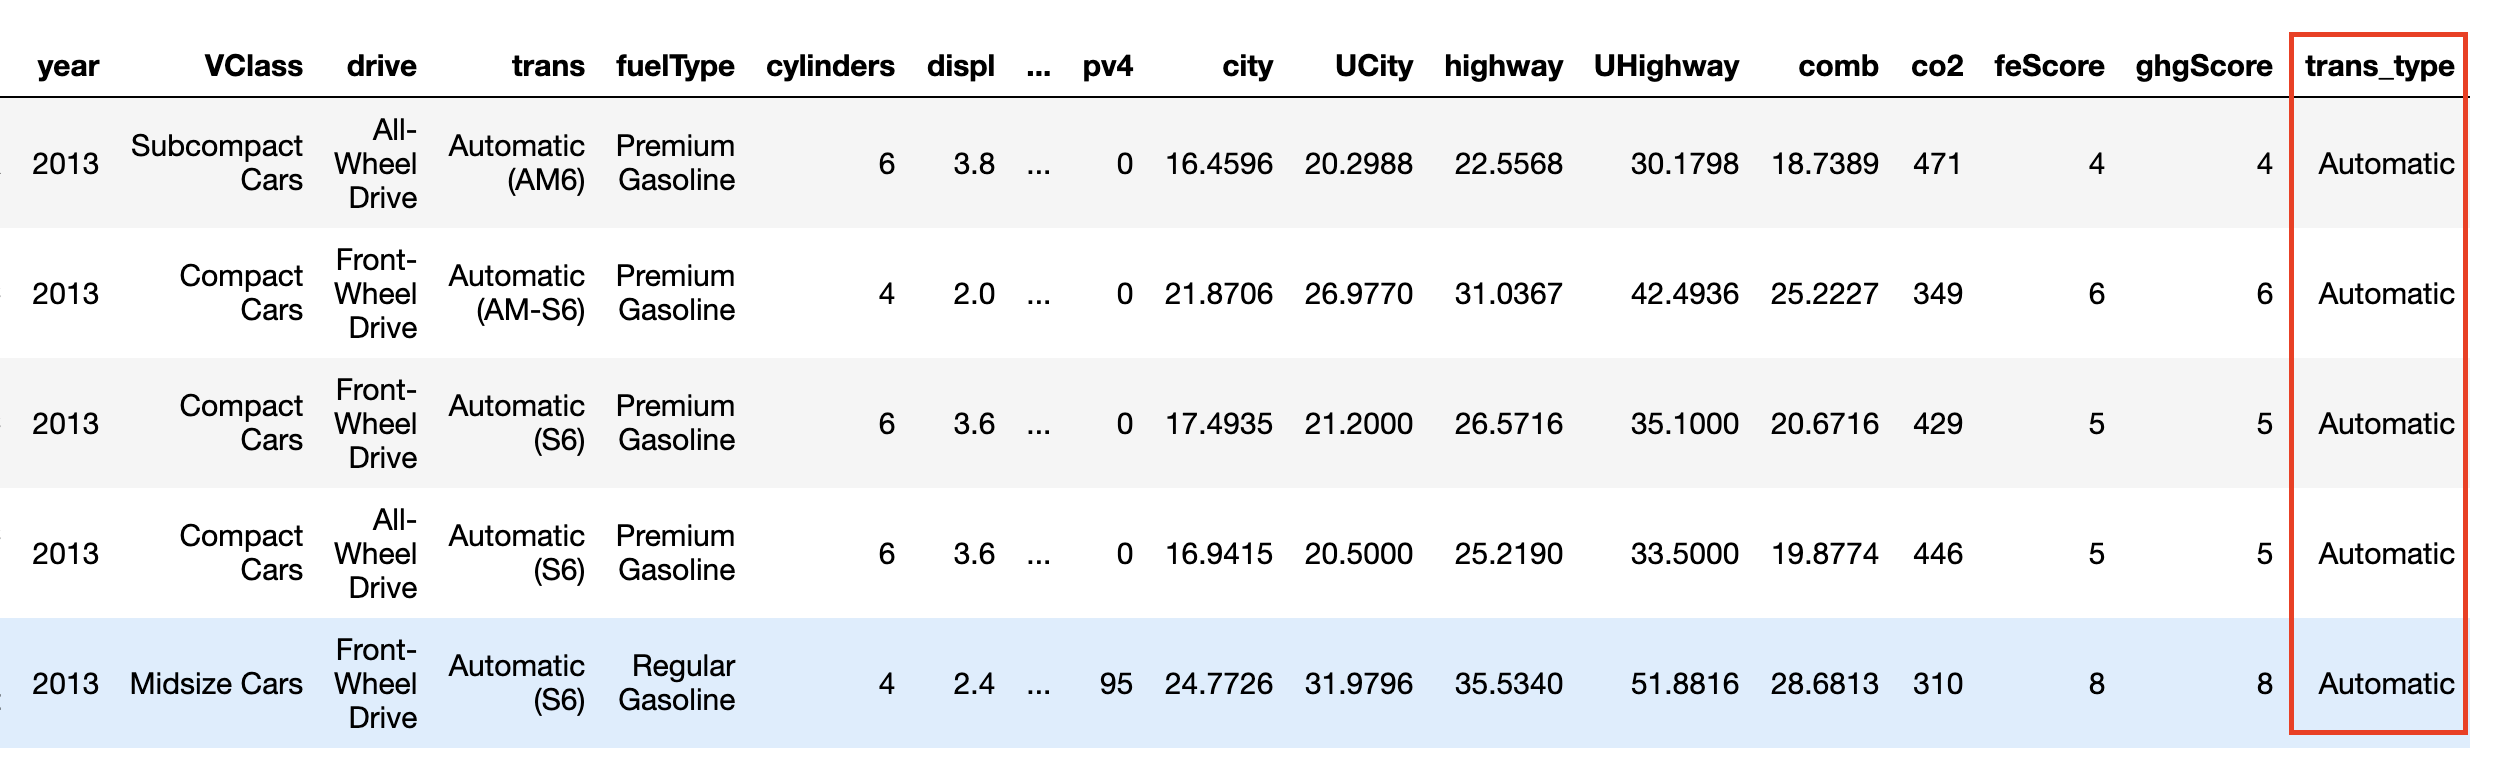 year VClass drive trans fuelType cylinders displ ... pv4 city UCity highway UHighway comb co2 feScore ghgScore trans_type
2013 Subcompact Cars All-Wheel Drive Automatic (AM6) Premium Gasoline 6 3.8 ... 0 16.4596 20.2988 22.5568 30.1798 18.7389 471 4 4 Automatic
2013 Compact Cars Front-Wheel Drive Automatic (AM-S6) Premium Gasoline 4 2.0 ... 0 21.8706 26.9770 31.0367 42.4936 25.2227 349 6 6 Automatic
2013 Compact Cars Front-Wheel Drive Automatic (S6) Premium Gasoline 6 3.6 ... 0 17.4935 21.2000 26.5716 35.1000 20.6716 429 5 5 Automatic
2013 Compact Cars All-Wheel Drive Automatic (S6) Premium Gasoline 6 3.6 ... 0 16.9415 20.5000 25.2190 33.5000 19.8774 446 5 5 Automatic
2013 Midsize Cars Front-Wheel Drive Automatic (S6) Regular Gasoline 4 2.4 ... 95 24.7726 31.9796 35.5340 51.8816 28.6813 310 8 8 Automatic